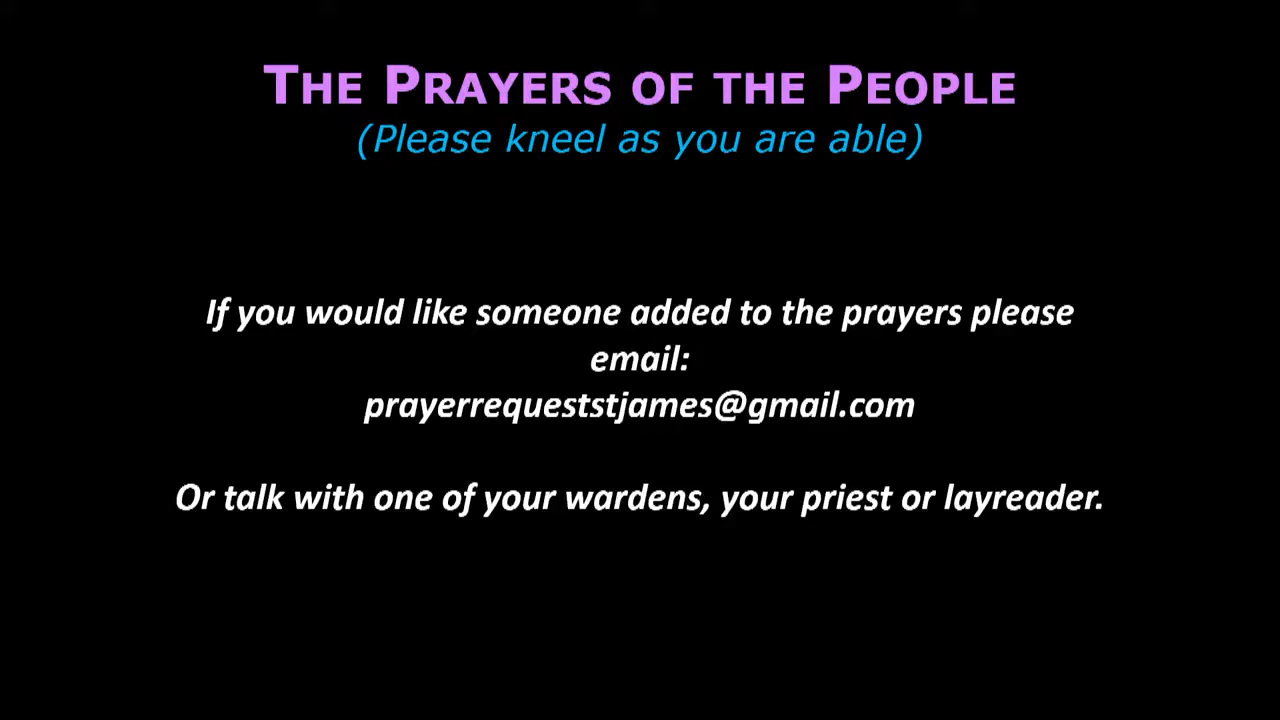 THE PRAYERS OF THE PEOPLE
(Please kneel as you are able)
If you would like someone added to the prayers please
email:
prayerrequeststjames@gmail.com
Or talk with one of your wardens, your priest or layreader.